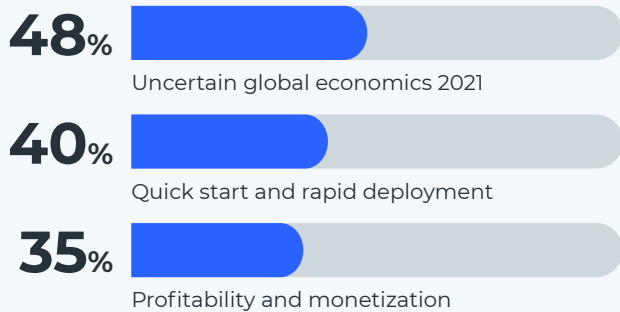 48%
Uncertain global economics 2021
40%
Quick start and rapid deployment
35%
Profitability and monetization